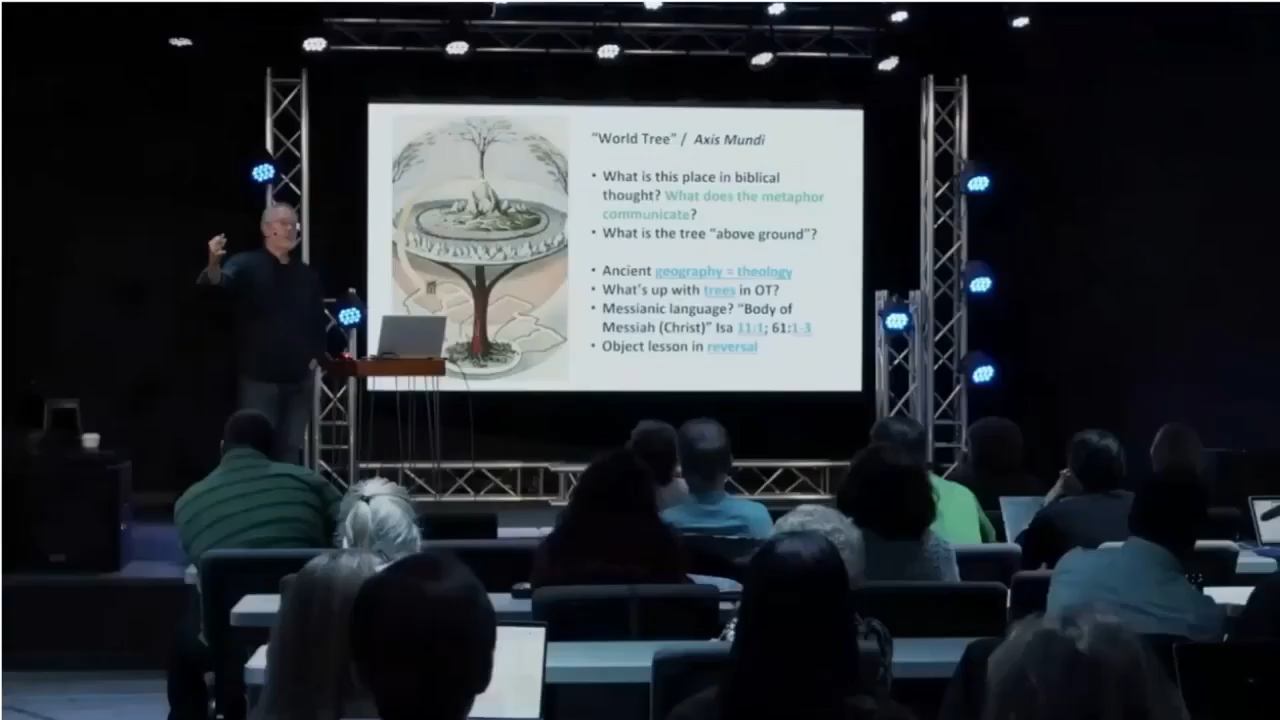 “World Tree” / Axis Mundi
• What is this place in biblical
thought? What does the metaphor
communicate?
• What is the tree “above ground”?
• Ancient geography = theology
• What's up with trees in OT?
• Messianic language? “Body of
Messiah (Christ)” Isa 11:1; 61:1-3
• Object lesson in reversal